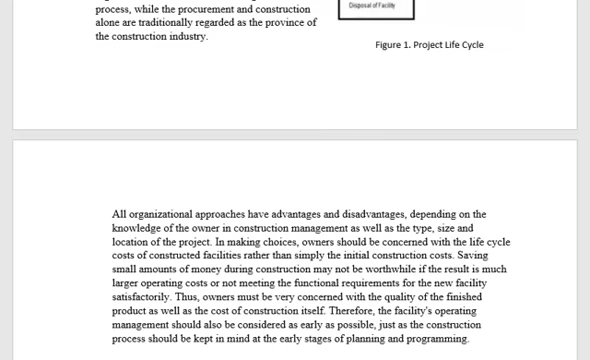 process, while the procurement and construction
alone are traditionally regarded as the province of
the construction industry.
Disposal of Facility
Figure 1. Project Life Cycle
All organizational approaches have advantages and disadvantages, depending on the
knowledge of the owner in construction management as well as the type, size and
location of the project. In making choices, owners should be concerned with the life cycle
costs of constructed facilities rather than simply the initial construction costs. Saving
small amounts of money during construction may not be worthwhile if the result is much
larger operating costs or not meeting the functional requirements for the new facility
satisfactorily. Thus, owners must be very concerned with the quality of the finished
product as well as the cost of construction itself. Therefore, the facility's operating
management should also be considered as early as possible, just as the construction
process should be kept in mind at the early stages of planning and programming.